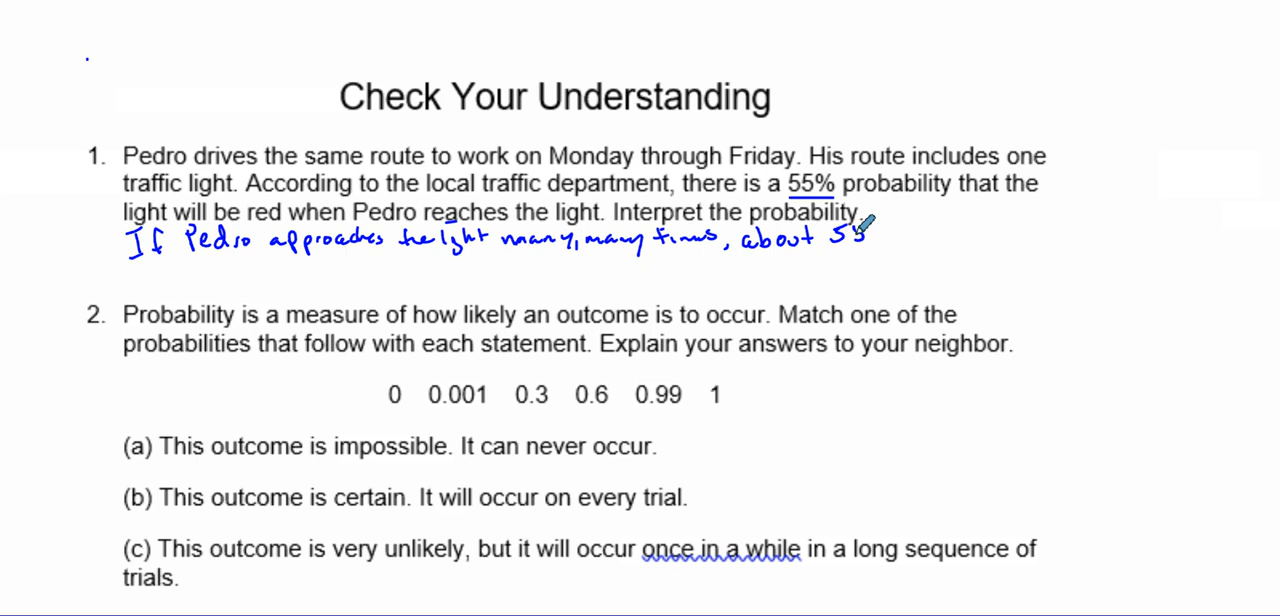 Check Your Understanding
1. Pedro drives the same route to work on Monday through Friday. His route includes one
traffic light. According to the local traffic department, there is a 55% probability that the
light will be red when Pedro reaches the light. Interpret the probability.
If Pedro approaches the light many, many times, about 55
2. Probability is a measure of how likely an outcome is to occur. Match one of the
probabilities that follow with each statement. Explain your answers to your neighbor.
0 0.001 0.3 0.6 0.99 1
(a) This outcome is impossible. It can never occur.
(b) This outcome is certain. It will occur on every trial.
(c) This outcome is very unlikely, but it will occur once in a while in a long sequence of
trials.